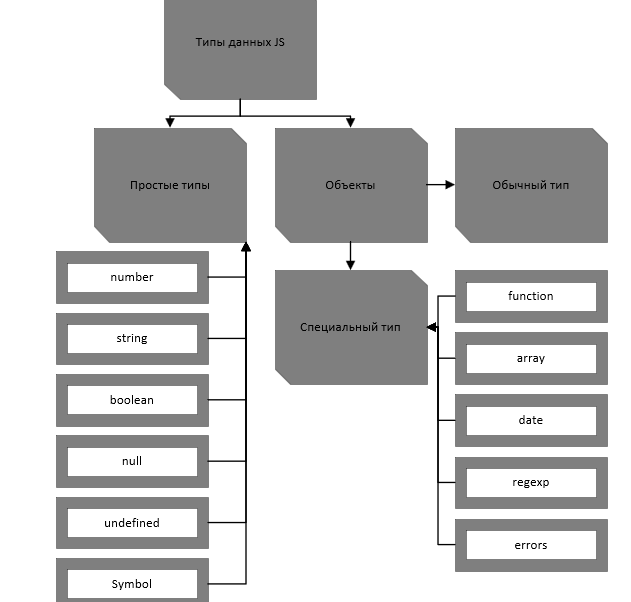 Типы данных JS
Простые типы
Объекты
Обычный тип
number
string
boolean
null
undefined
Symbol
Специальный тип
function
array
date
regexp
errors